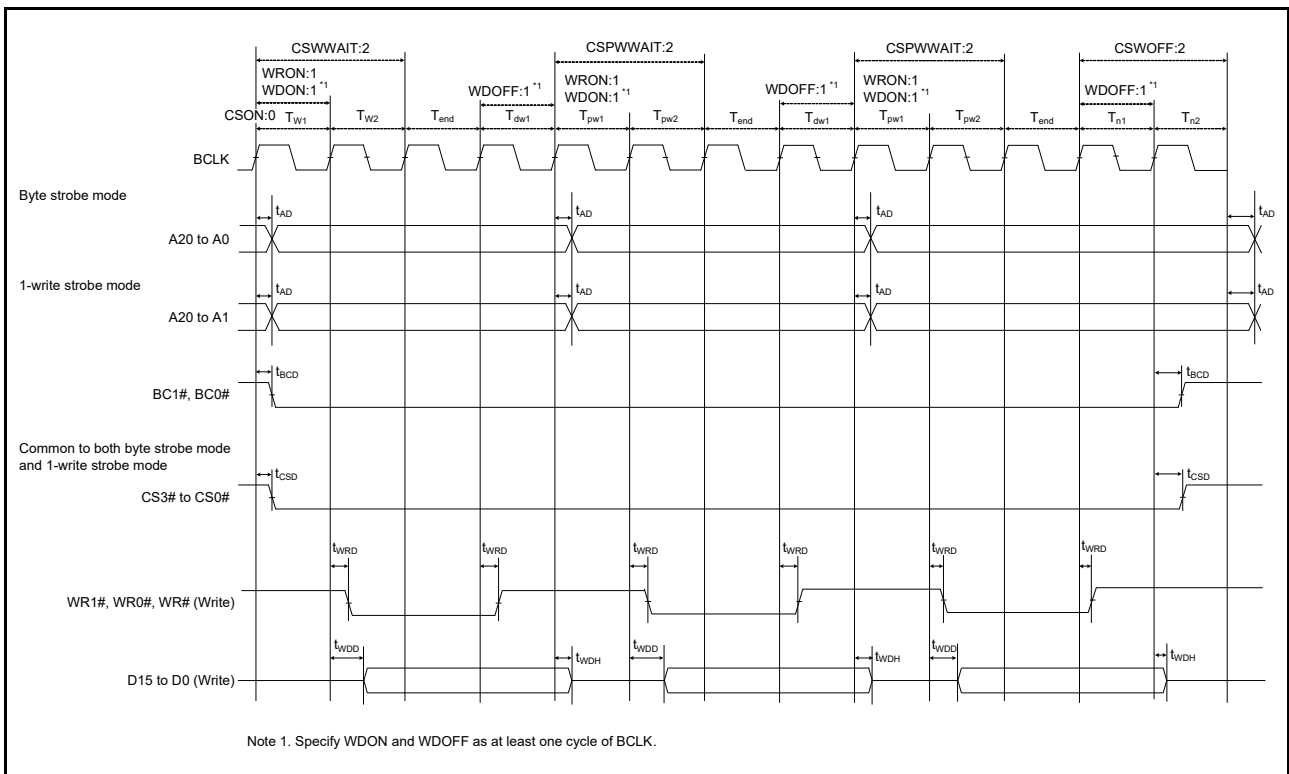 CSWWAIT:2 CSPWWAIT:2 CSPWWAIT:2 CSWOFF:2
WRON:1 WRON:1 WRON:1
WDON:1 *1 WDOFF:1 *1 WDON:1 *1 WDOFF:1 *1 WDON:1 *1 WDOFF:1 *1
CSON:0 TW1 TW2 Tend Tdw1 Tpw1 Tpw2 Tend Tdw1 Tpw1 Tpw2 Tend Tn1 Tn2
BCLK
Byte strobe mode
tAD tAD tAD tAD
A20 to A0
1-write strobe mode
tAD tAD tAD tAD
A20 to A1
tBCD tBCD
BC1#, BC0#
Common to both byte strobe mode
and 1-write strobe mode
tCSD tCSD
CS3# to CS0#
tWRD tWRD tWRD tWRD tWRD tWRD
WR1#, WR0#, WR# (Write)
tWDD tWDH tWDD tWDH tWDD tWDH
D15 to D0 (Write)
Note 1. Specify WDON and WDOFF as at least one cycle of BCLK.